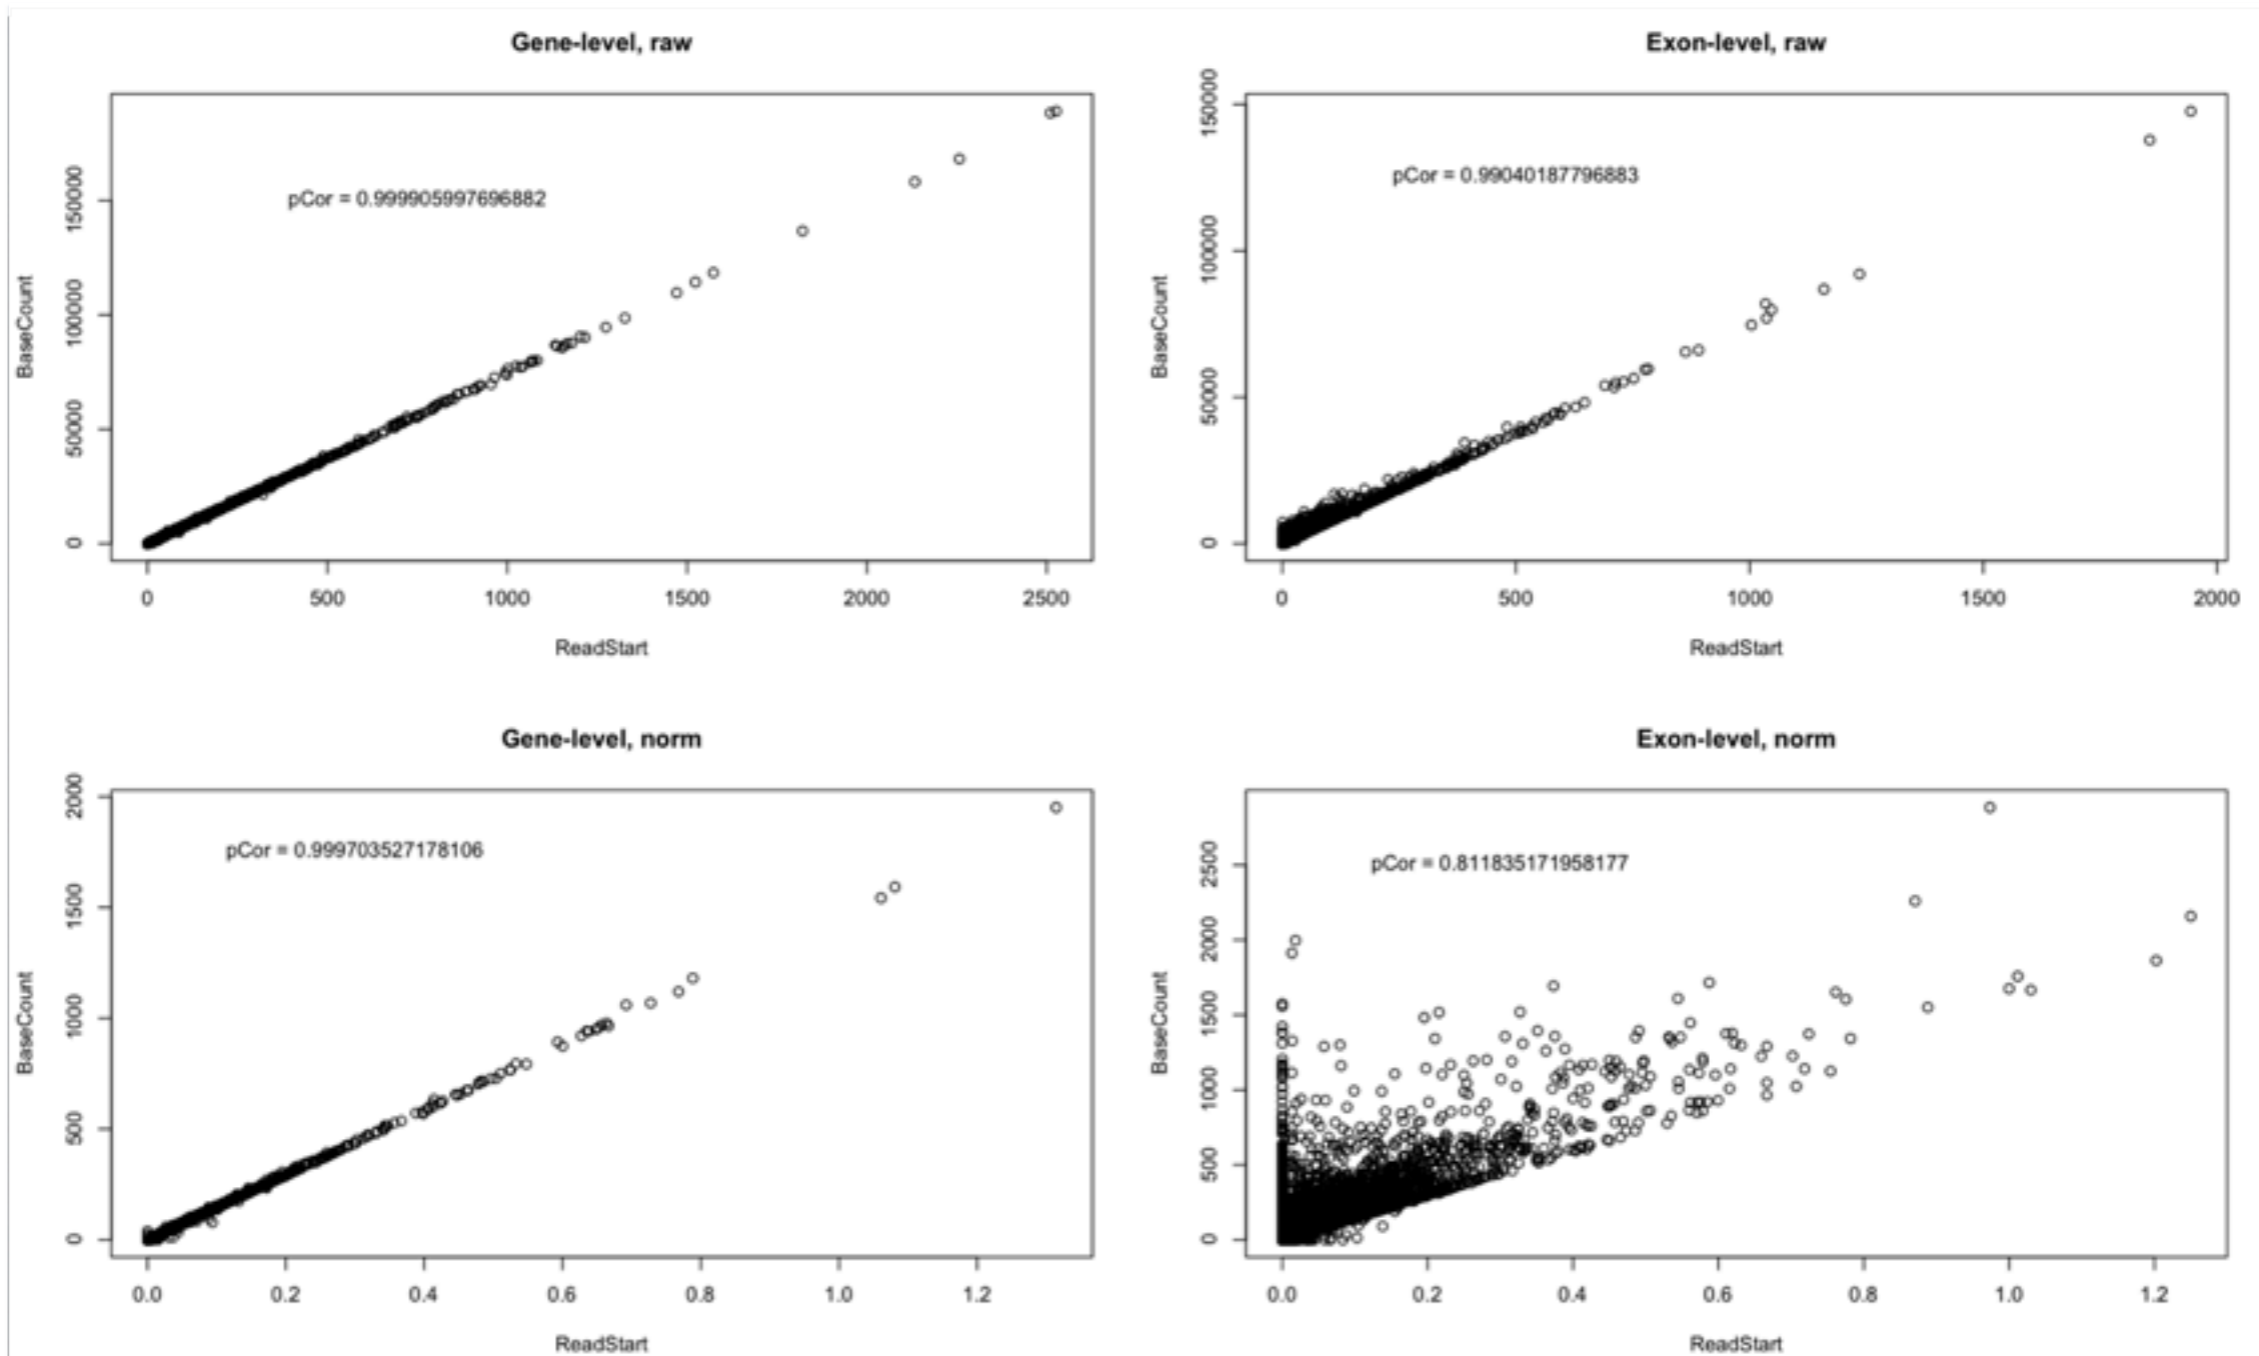 Gene-level, raw
BaseCount
0
50000
100000
150000
pCor = 0.999905997696882
0 500 1000 1500 2000 2500
ReadStart
Exon-level, raw
BaseCount
0
50000
100000
150000
pCor = 0.99040187796883
0 500 1000 1500 2000
ReadStart
Gene-level, norm
BaseCount
0
500
1000
1500
2000
pCor = 0.999703527178106
0.0 0.2 0.4 0.6 0.8 1.0 1.2
ReadStart
Exon-level, norm
BaseCount
0
500
1000
1500
2000
2500
pCor = 0.811835171958177
0.0 0.2 0.4 0.6 0.8 1.0 1.2
ReadStart